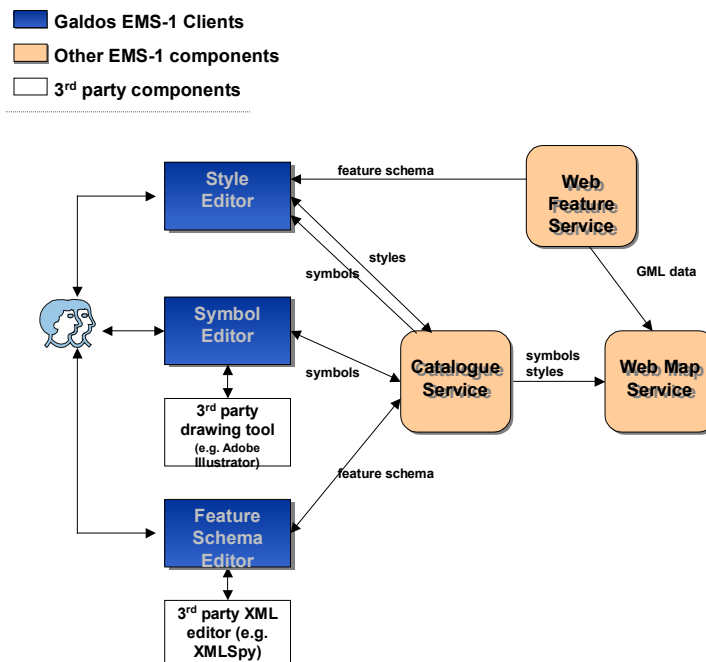 Galdos EMS-1 Clients
Other EMS-1 components
3rd party components
Style
Editor
feature schema
Web
Feature
Service
styles
symbols
GML data
Symbol
Editor
symbols
Catalogue
Service
symbols
styles
Web Map
Service
3rd party
drawing tool
(e.g. Adobe
Illustrator)
feature schema
Feature
Schema
Editor
3rd party XML
editor (e.g.
XMLSpy)